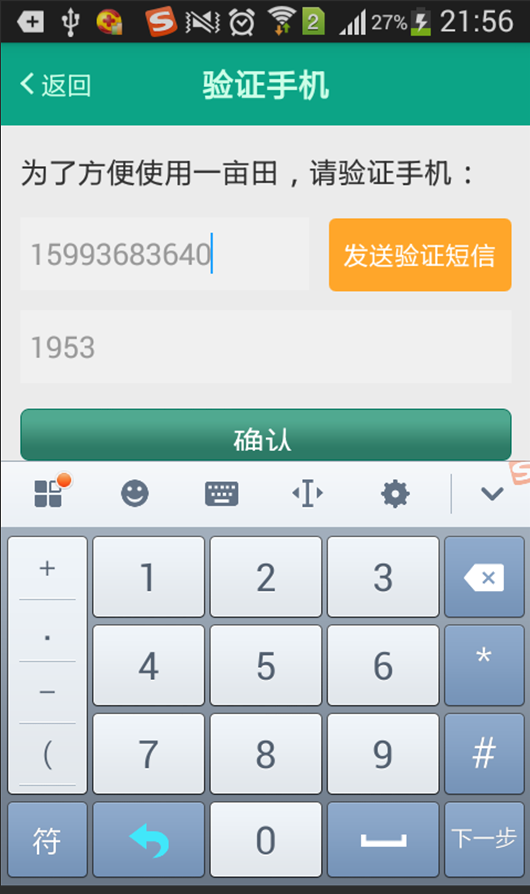 2 27% 21:56
返回 验证手机
为了方便使用一亩田，请验证手机：
15993683640 发送验证短信
1953
确认
+ 1 2 3
. 4 5 6 *
−
( 7 8 9 #
符 0 下一步